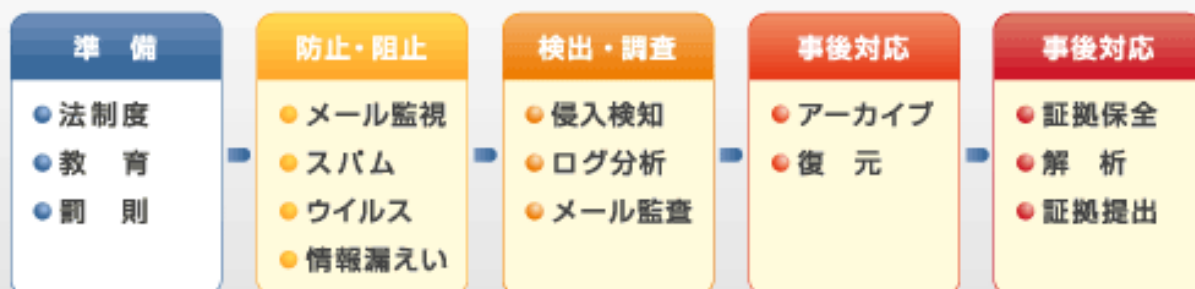 準 備
法制度
教 育
罰 則
防止・阻止
メール監視
スパム
ウイルス
情報漏えい
検出・調査
侵入検知
ログ分析
メール監査
事後対応
アーカイブ
復 元
事後対応
証拠保全
解 析
証拠提出